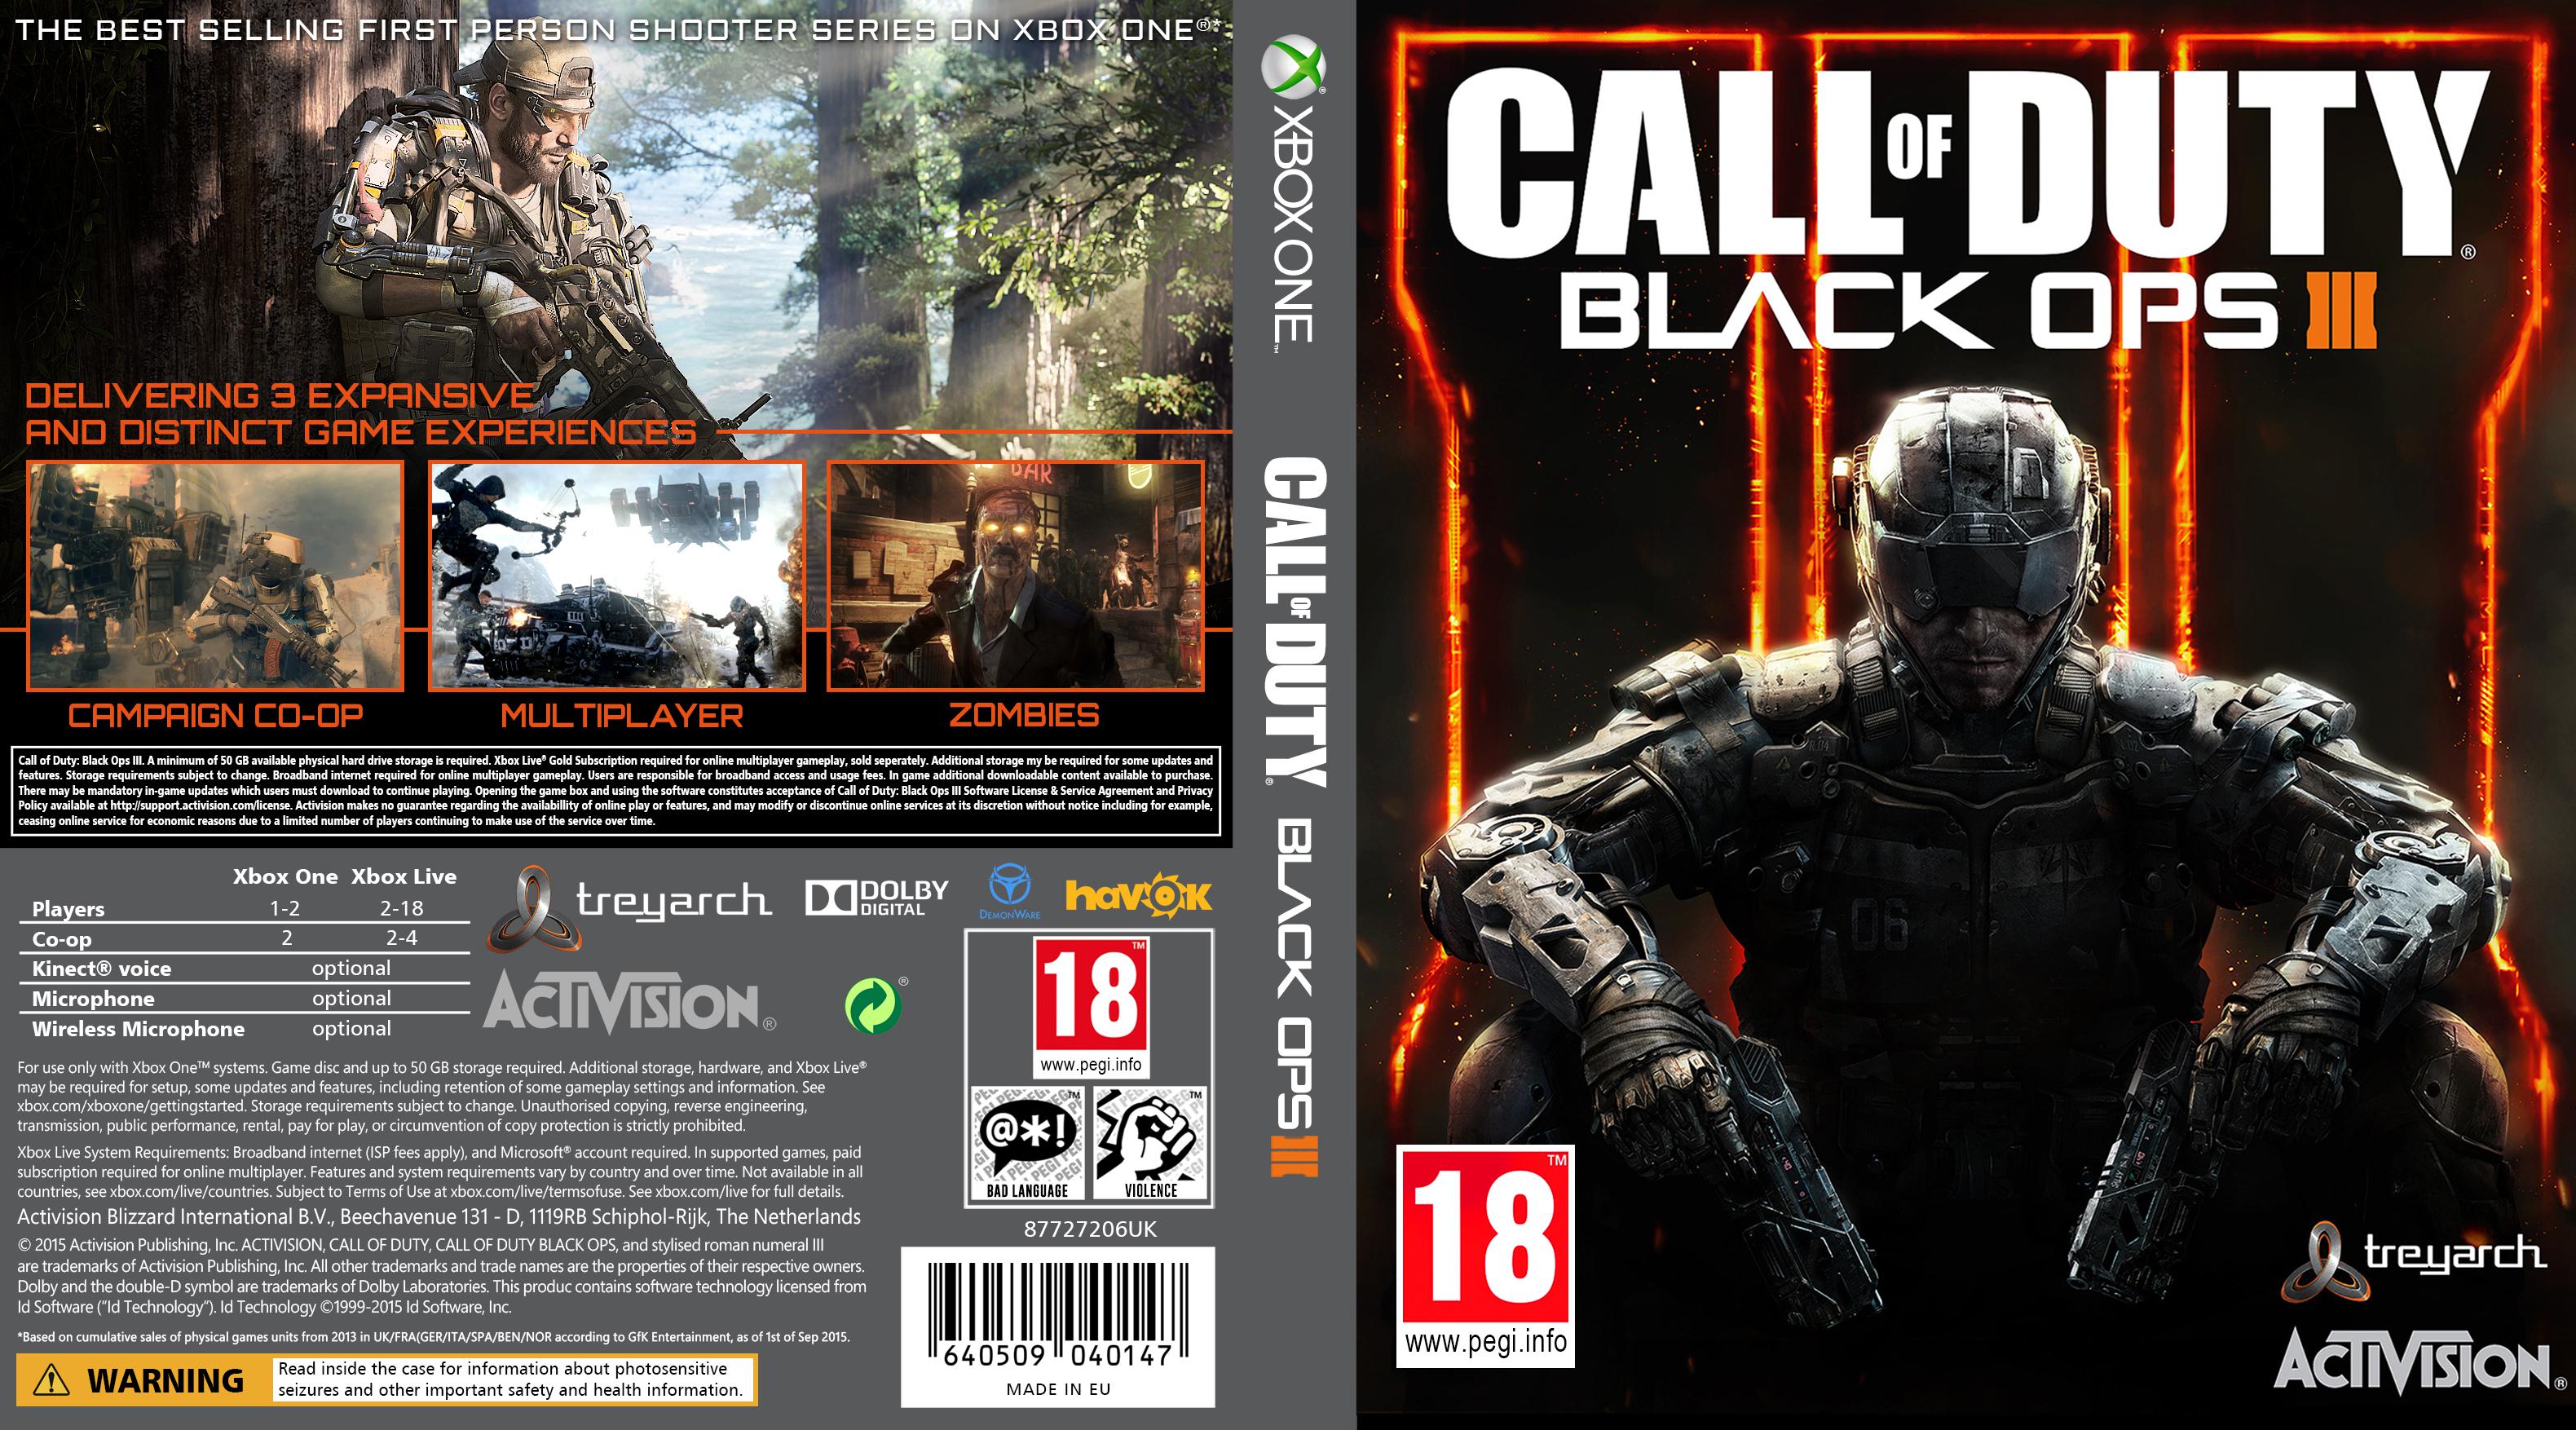 THE BEST SELLING FIRST PERSON SHOOTER SERIES ON XBOX ONE®*
DELIVERING 3 EXPANSIVE
AND DISTINCT GAME EXPERIENCES
BAR
CAMPAIGN CO-OP
MULTIPLAYER
ZOMBIES
Call of Duty: Black Ops III. A minimum of 50 GB available physical hard drive storage is required. Xbox Live® Gold Subscription required for online multiplayer gameplay, sold seperately. Additional storage my be required for some updates and
features. Storage requirements subject to change. Broadband internet required for online multiplayer gameplay. Users are responsible for broadband access and usage fees. In game additional downloadable content available to purchase.
There may be mandatory in-game updates which users must download to continue playing. Opening the game box and using the software constitutes acceptance of Call of Duty: Black Ops III Software License & Service Agreement and Privacy
Policy available at http://support.activision.com/license. Activision makes no guarantee regarding the availabillity of online play or features, and may modify or discontinue online services at its discretion without notice including for example,
ceasing online service for economic reasons due to a limited number of players continuing to make use of the service over time.
Xbox One Xbox Live
Players 1-2 2-18
Co-op 2 2-4
Kinect® voice optional
Microphone optional
Wireless Microphone optional
treyarch
DOLBY
DIGITAL
DEMONWARE
havok
ACTIVISION®
18™
www.pegi.info
@*!
BAD LANGUAGE
VIOLENCE
For use only with Xbox One™ systems. Game disc and up to 50 GB storage required. Additional storage, hardware, and Xbox Live®
may be required for setup, some updates and features, including retention of some gameplay settings and information. See
xbox.com/xboxone/gettingstarted. Storage requirements subject to change. Unauthorised copying, reverse engineering,
transmission, public performance, rental, pay for play, or circumvention of copy protection is strictly prohibited.
Xbox Live System Requirements: Broadband internet (ISP fees apply), and Microsoft® account required. In supported games, paid
subscription required for online multiplayer. Features and system requirements vary by country and over time. Not available in all
countries, see xbox.com/live/countries. Subject to Terms of Use at xbox.com/live/termsofuse. See xbox.com/live for full details.
Activision Blizzard International B.V., Beechavenue 131 - D, 1119RB Schiphol-Rijk, The Netherlands
© 2015 Activision Publishing, Inc. ACTIVISION, CALL OF DUTY, CALL OF DUTY BLACK OPS, and stylised roman numeral III
are trademarks of Activision Publishing, Inc. All other trademarks and trade names are the properties of their respective owners.
Dolby and the double-D symbol are trademarks of Dolby Laboratories. This produc contains software technology licensed from
Id Software ("Id Technology"). Id Technology ©1999-2015 Id Software, Inc.
*Based on cumulative sales of physical games units from 2013 in UK/FRA(GER/ITA/SPA/BEN/NOR according to GfK Entertainment, as of 1st of Sep 2015.
WARNING
Read inside the case for information about photosensitive
seizures and other important safety and health information.
87727206UK
640509 040147
MADE IN EU
XBOX ONE™
CALL OF DUTY®
BLACK OPS III
CALL OF DUTY®
BLACK OPS III
06
18™
www.pegi.info
treyarch
ACTIVISION®